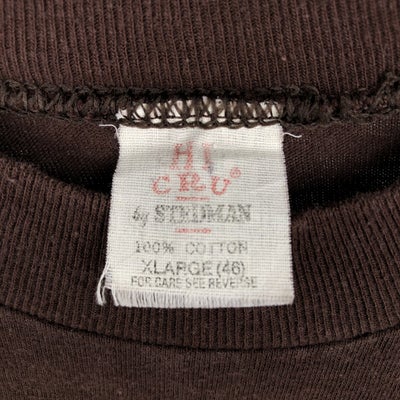 HI
CRU®
by STEDMAN
100% COTTON
XLARGE (46)
FOR CARE SEE REVERSE